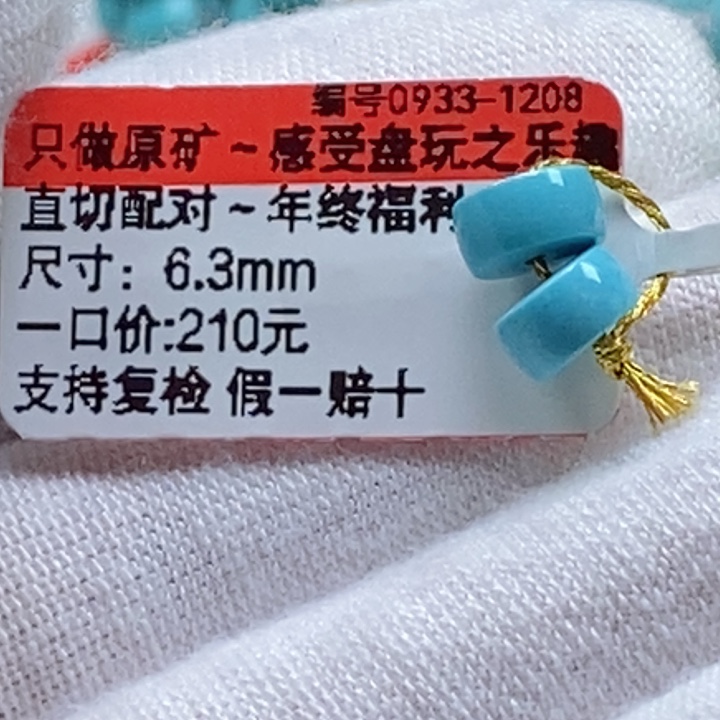 编号0933-1208
只做原矿~感受盘玩之乐趣
直切配对~年终福利
尺寸：6.3mm
一口价:210元
支持复检 假一赔十